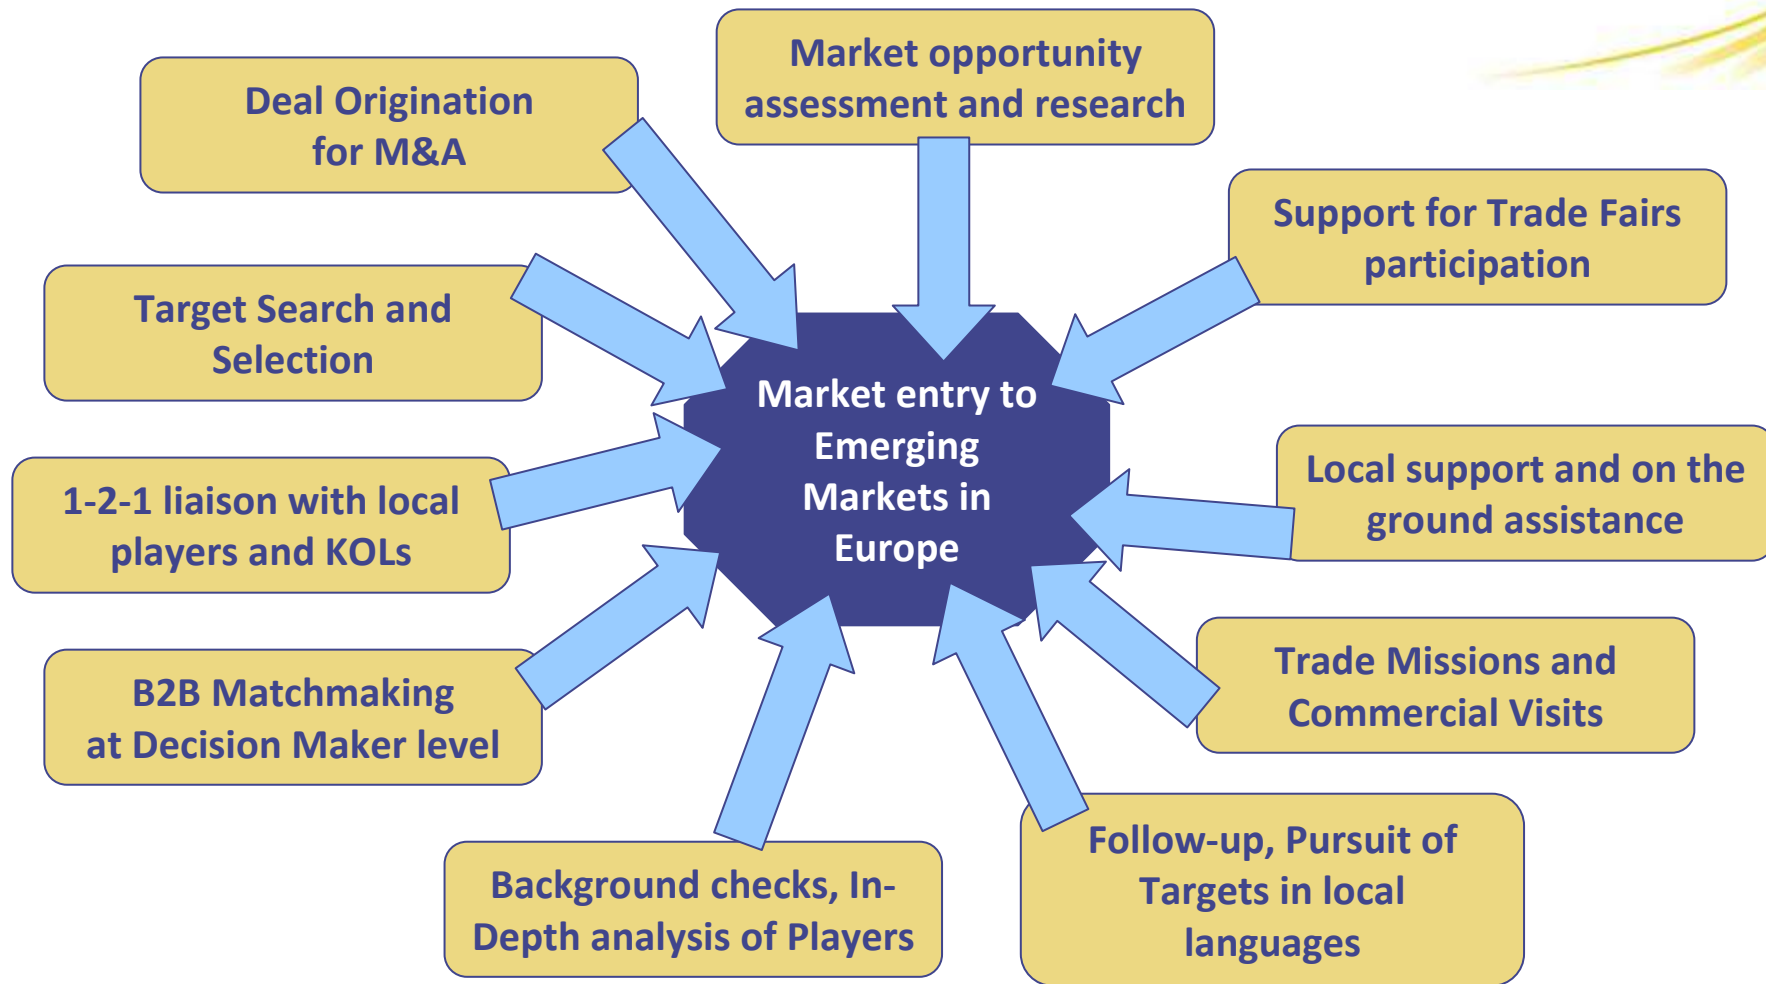 Market opportunity
assessment and research
Deal Origination
for M&A
Support for Trade Fairs
participation
Target Search and
Selection
Market entry to
Emerging
Markets in
Europe
Local support and on the
ground assistance
1-2-1 liaison with local
players and KOLs
Trade Missions and
Commercial Visits
B2B Matchmaking
at Decision Maker level
Follow-up, Pursuit of
Targets in local
languages
Background checks, In-
Depth analysis of Players